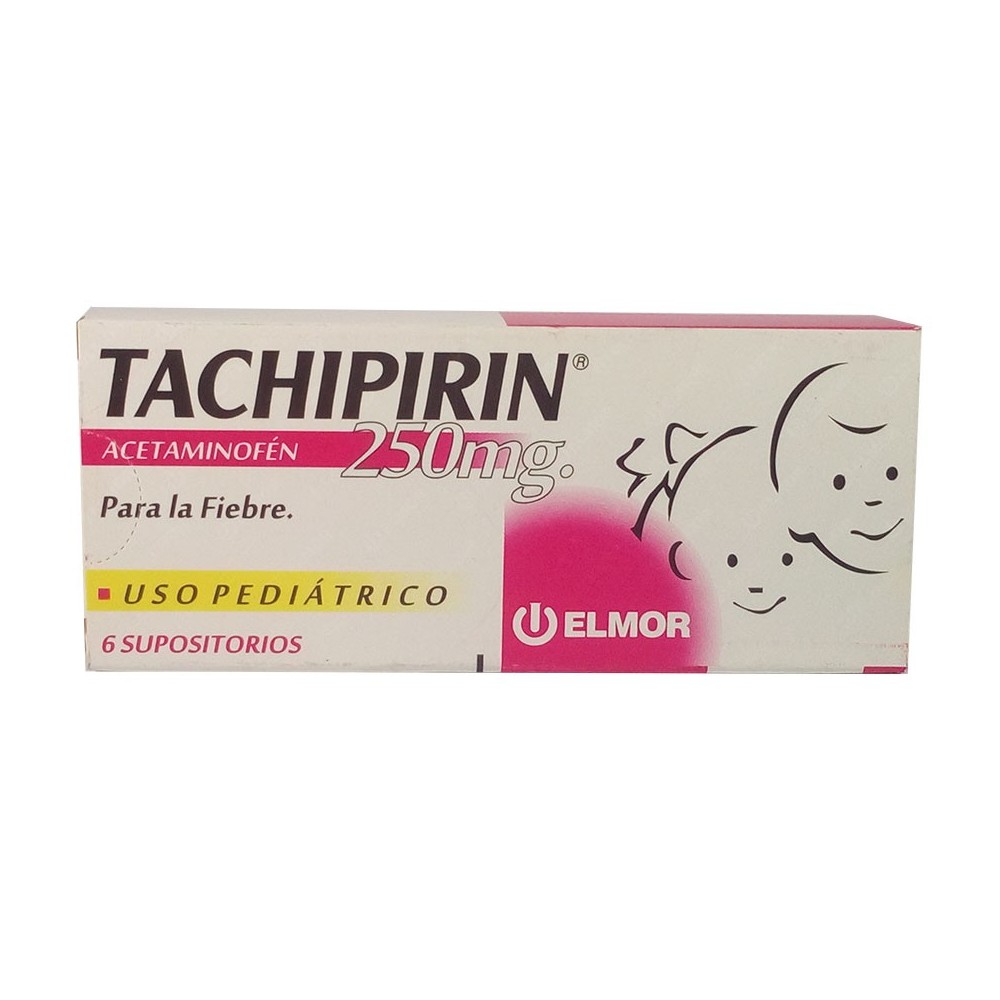 TACHIPIRIN®
ACETAMINOFÉN 250mg.
Para la Fiebre.
▪ USO PEDIÁTRICO
6 SUPOSITORIOS
ELMOR